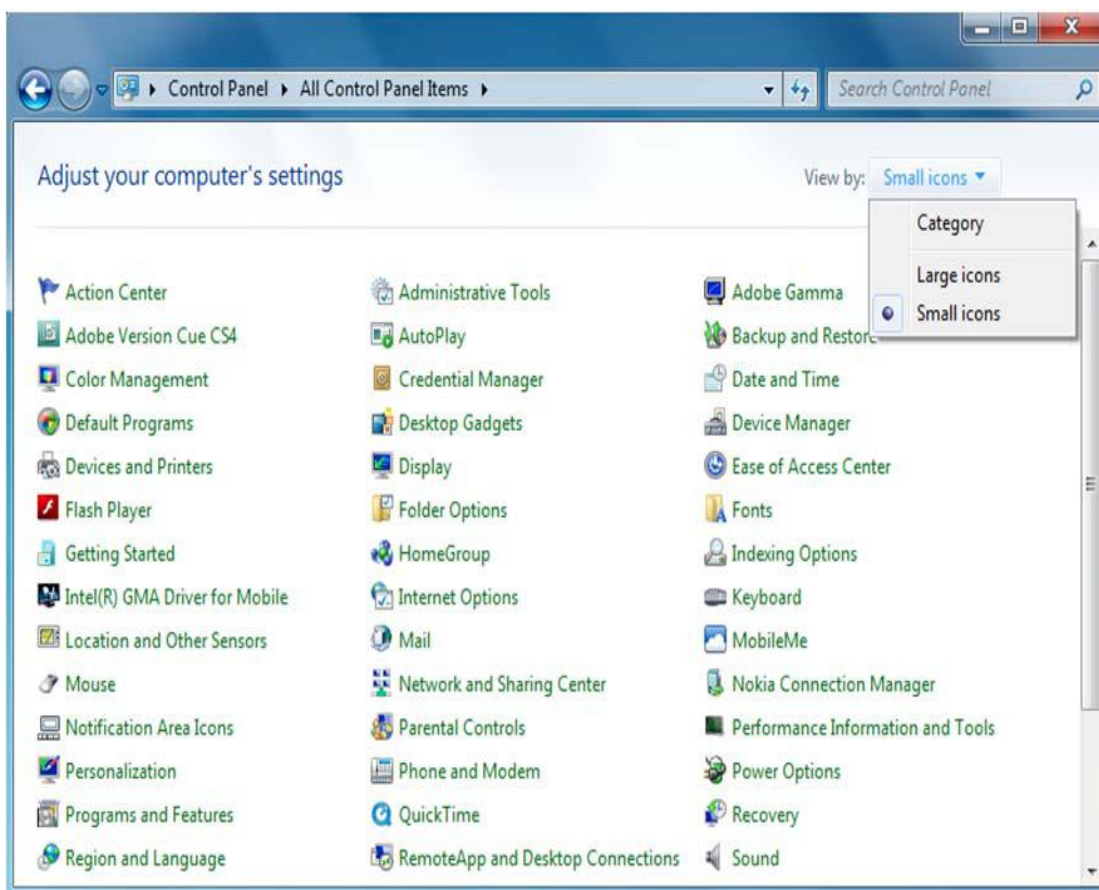 Control Panel All Control Panel Items Search Control Panel
Adjust your computer's settings View by: Small icons
Category
Large icons
Small icons
Action Center Administrative Tools Adobe Gamma
Adobe Version Cue CS4 AutoPlay Backup and Restore
Color Management Credential Manager Date and Time
Default Programs Desktop Gadgets Device Manager
Devices and Printers Display Ease of Access Center
Flash Player Folder Options Fonts
Getting Started HomeGroup Indexing Options
Intel(R) GMA Driver for Mobile Internet Options Keyboard
Location and Other Sensors Mail MobileMe
Mouse Network and Sharing Center Nokia Connection Manager
Notification Area Icons Parental Controls Performance Information and Tools
Personalization Phone and Modem Power Options
Programs and Features QuickTime Recovery
Region and Language RemoteApp and Desktop Connections Sound